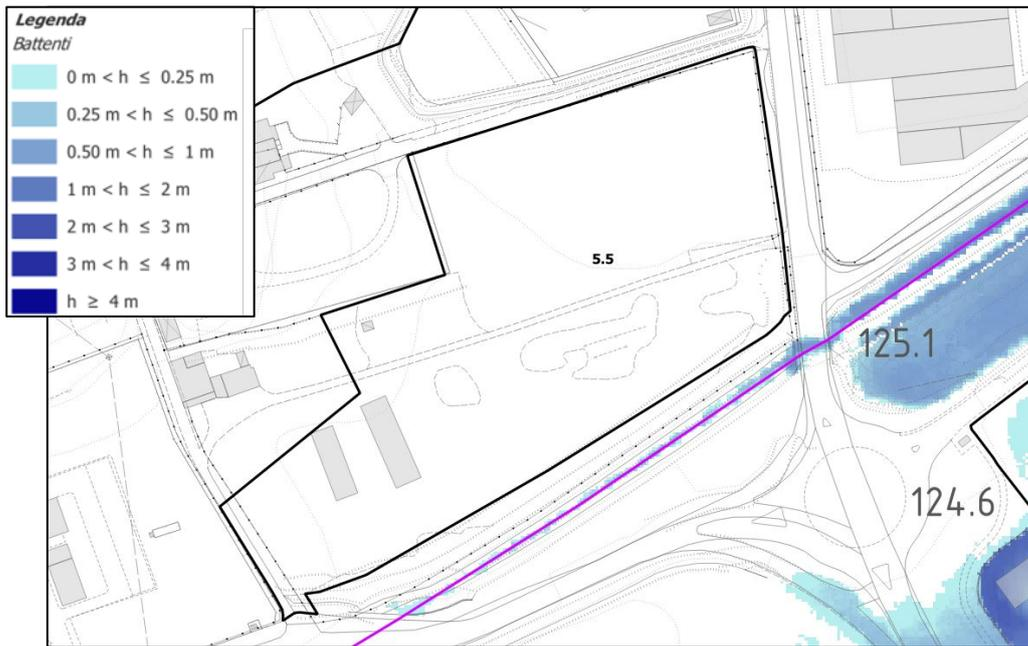 Legenda
Battenti
0 m < h ≤ 0.25 m
0.25 m < h ≤ 0.50 m
0.50 m < h ≤ 1 m
1 m < h ≤ 2 m
2 m < h ≤ 3 m
3 m < h ≤ 4 m
h ≥ 4 m
5.5
125.1
124.6